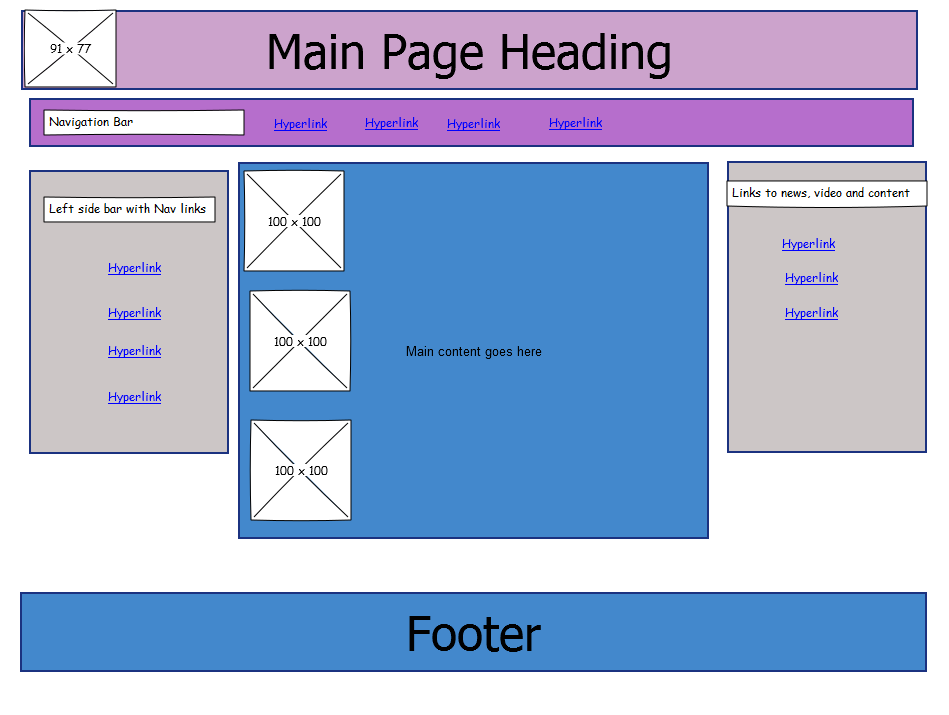 91 x 77
Main Page Heading
Navigation Bar
Hyperlink
Hyperlink
Hyperlink
Hyperlink
Left side bar with Nav links
Hyperlink
Hyperlink
Hyperlink
Hyperlink
100 x 100
100 x 100
100 x 100
Main content goes here
Links to news, video and content
Hyperlink
Hyperlink
Hyperlink
Footer